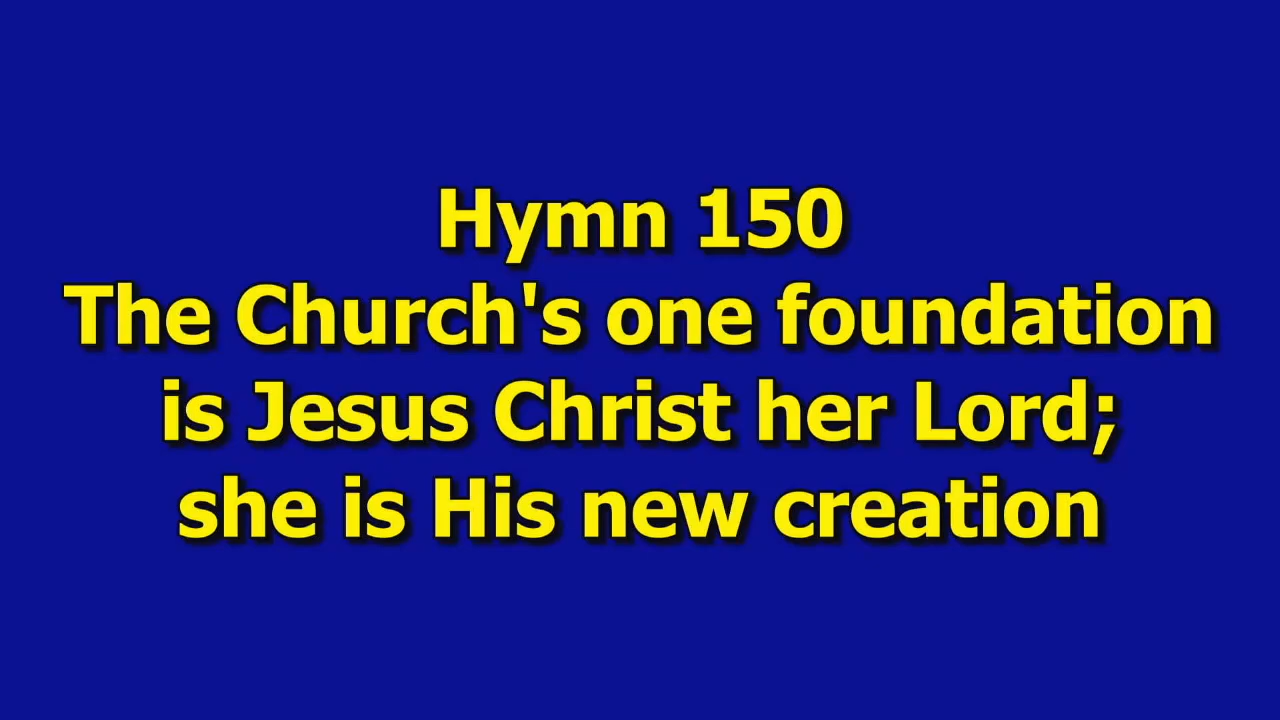 Hymn 150
The Church's one foundation
is Jesus Christ her Lord;
she is His new creation